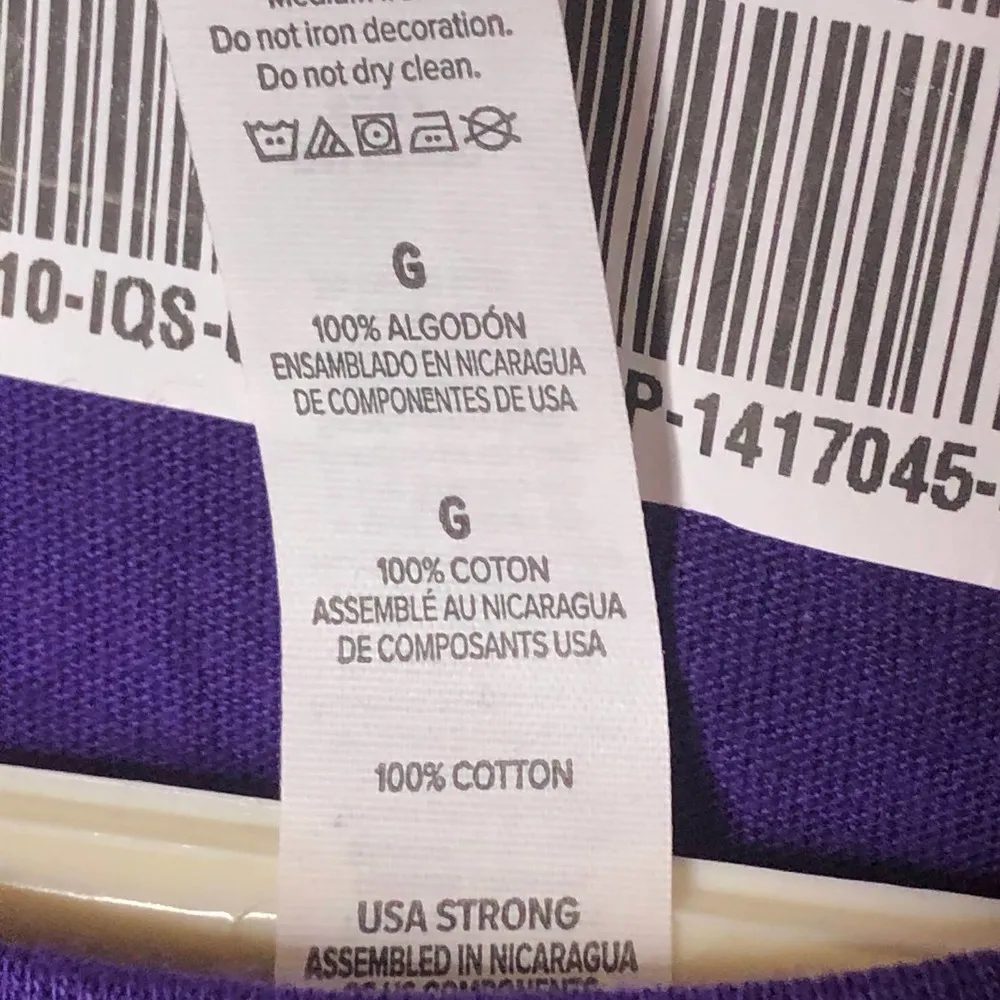 Do not iron decoration.
Do not dry clean.
G
100% ALGODÓN
ENSAMBLADO EN NICARAGUA
DE COMPONENTES DE USA
G
100% COTON
ASSEMBLÉ AU NICARAGUA
DE COMPOSANTS USA
100% COTTON
USA STRONG
ASSEMBLED IN NICARAGUA
10-IQS-
P-1417045-